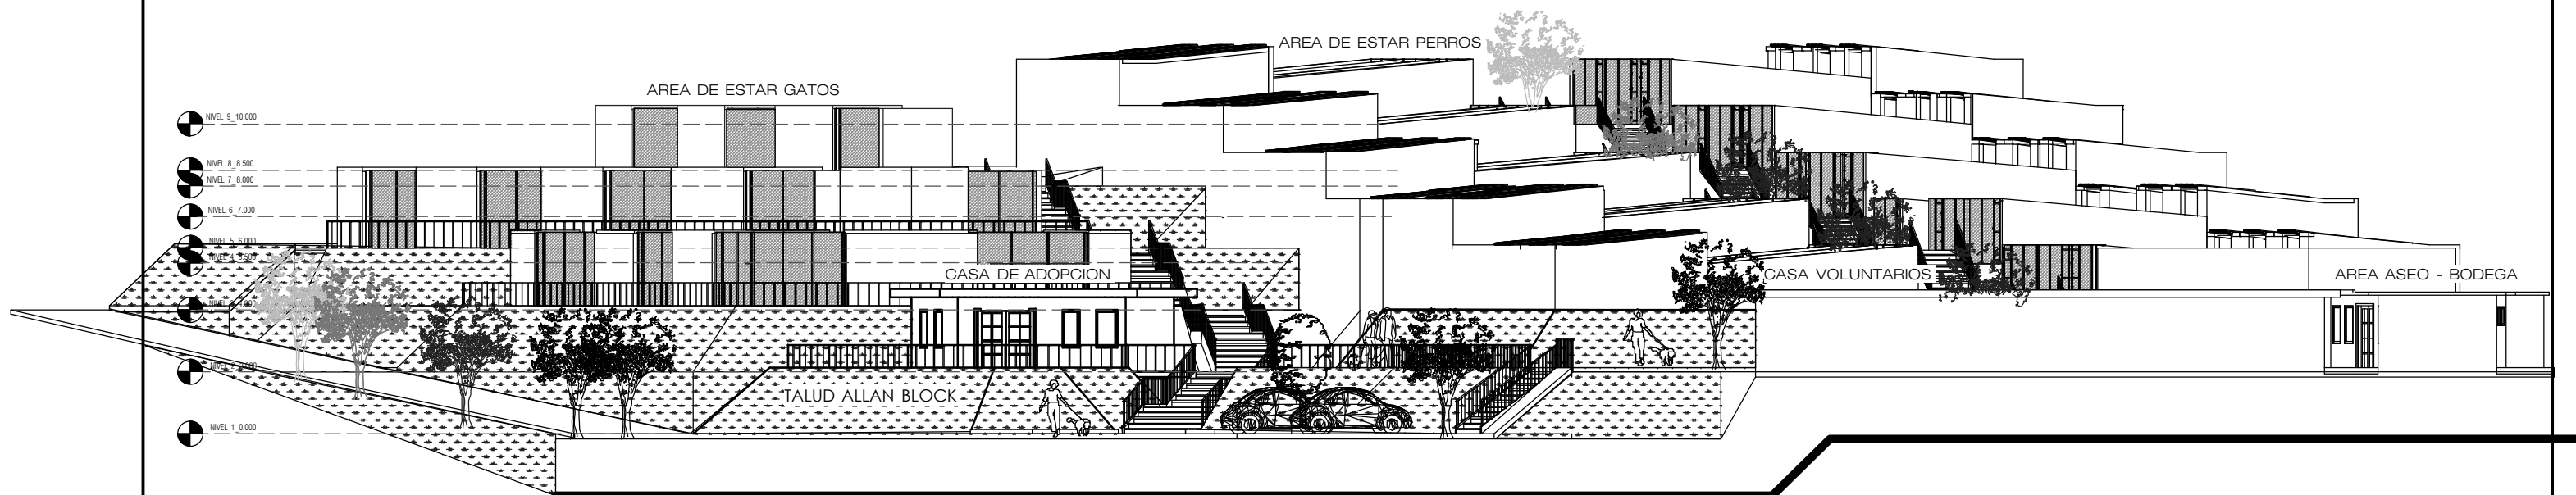 AREA DE ESTAR PERROS
AREA DE ESTAR GATOS
NIVEL 9_10.000
NIVEL 8_8.500
NIVEL 7_8.000
NIVEL 6_7.000
NIVEL 5_6.000
CASA DE ADOPCION
CASA VOLUNTARIOS
AREA ASEO - BODEGA
TALUD ALLAN BLOCK
NIVEL 1_0.000